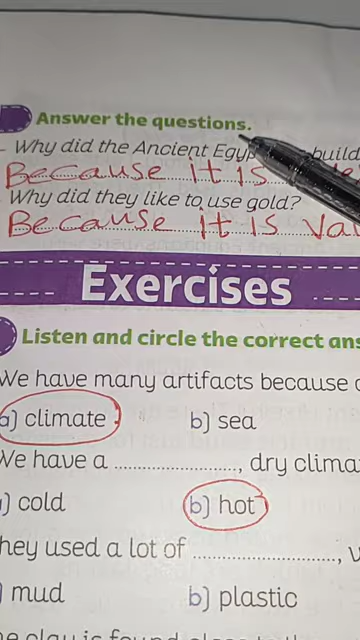 Answer the questions.
Why did the Ancient Egyp build
Because it is
Why did they like to use gold?
Because it is val
Exercises
Listen and circle the correct ans
We have many artifacts because
a) climate b) sea
We have a ......................., dry clima
) cold b) hot
hey used a lot of ........................,
mud b) plastic